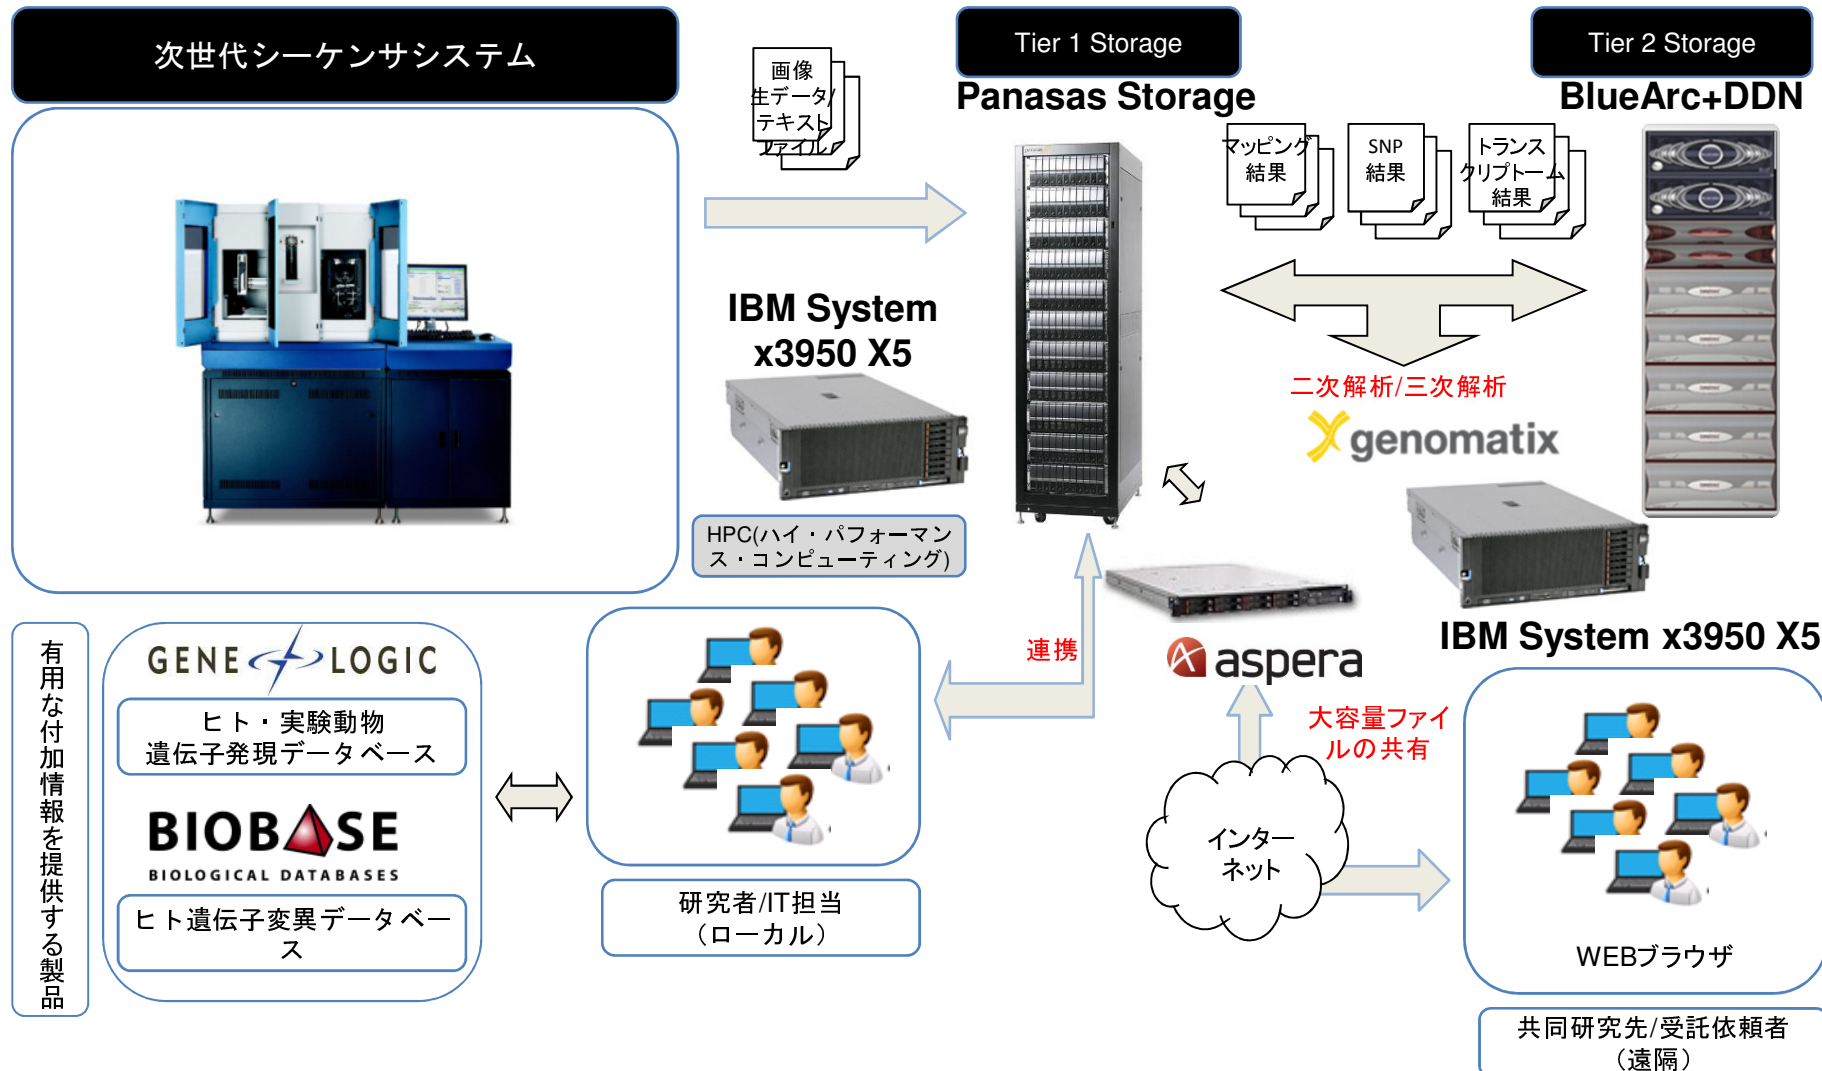 次世代シーケンサシステム
画像
生データ/
テキスト
ファイル
Tier 1 Storage
Panasas Storage
Tier 2 Storage
BlueArc+DDN
マッピング
結果
SNP
結果
トランス
クリプトーム
結果
IBM System
x3950 X5
HPC(ハイ・パフォーマン
ス・コンピューティング)
二次解析/三次解析
genomatix
IBM System x3950 X5
aspera
連携
大容量ファイ
ルの共有
インター
ネット
有用な付加情報を提供する製品
GENE LOGIC
ヒト・実験動物
遺伝子発現データベース
BIOBASE
BIOLOGICAL DATABASES
ヒト遺伝子変異データベー
ス
研究者/IT担当
（ローカル）
WEBブラウザ
共同研究先/受託依頼者
（遠隔）